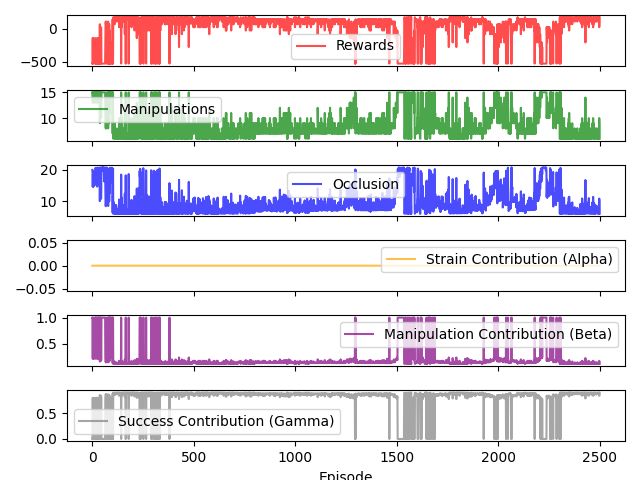 0
−500
Rewards
15
10
Manipulations
20
10
Occlusion
0.05
0.00
−0.05
Strain Contribution (Alpha)
1.0
0.5
Manipulation Contribution (Beta)
0.5
0.0
Success Contribution (Gamma)
0 500 1000 1500 2000 2500
Episode